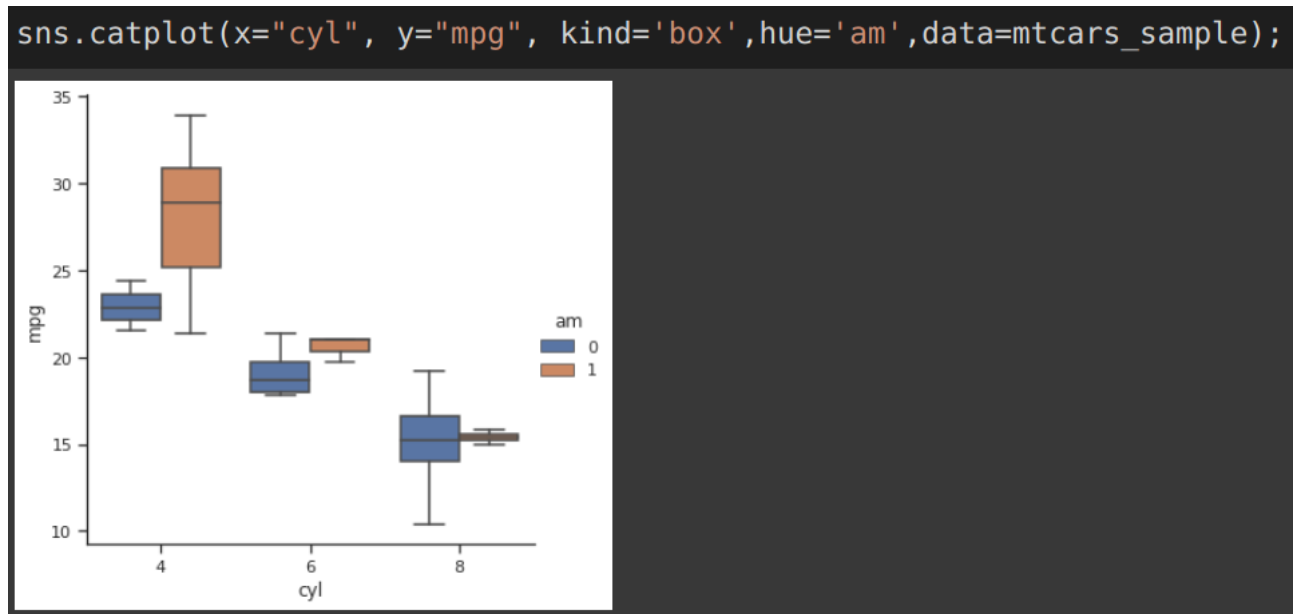 sns.catplot(x="cyl", y="mpg", kind='box',hue='am',data=mtcars_sample);
35
30
25
20
15
10
mpg
4 6 8
cyl
am
0
1